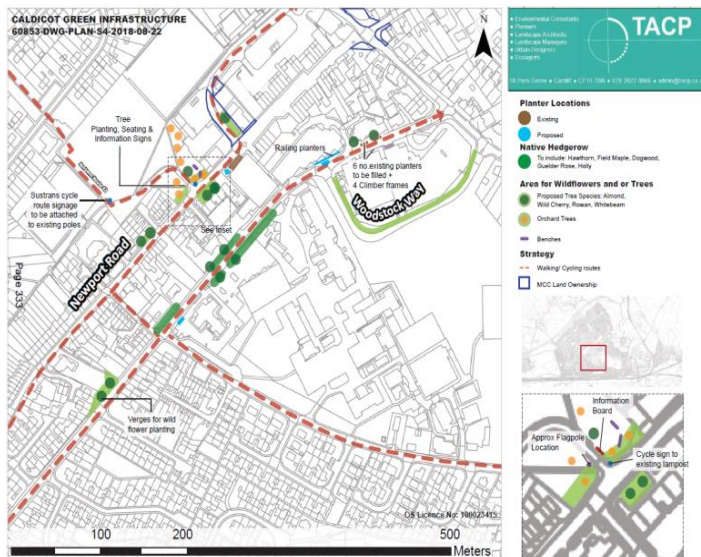 CALDICOT GREEN INFRASTRUCTURE
60853-DWG-PLAN-S4-2018-08-22
N
Tree
Planting, Seating &
Information Signs
Railing planters
6 no.existing planters
to be filled +
4 Climber frames
Woodstock Way
Sustrans cycle
route signage
to be attached
to existing poles
See Inset
Newport Road
Page 333
Verges for wild
flower planting
OS Licence No: 100023415
100
200
500
Meters
• Environmental Consultants
• Planners
• Landscape Architects
• Landscape Managers
• Urban Designers
• Ecologists
TACP
Planter Locations
Existing
Proposed
Native Hedgerow
To include: Hawthorn, Field Maple, Dogwood,
Guelder Rose, Holly
Area for Wildflowers and or Trees
Proposed Tree Species: Almond,
Wild Cherry, Rowan, Whitebeam
Orchard Trees
Benches
Strategy
Walking/ Cycling routes
MCC Land Ownership
Information
Board
Approx Flagpole
Location
Cycle sign to
existing lampost